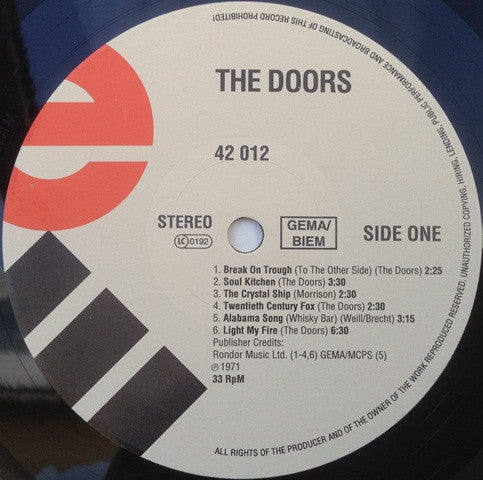 THE DOORS
42 012
STEREO
LC 0192
GEMA/
BIEM
SIDE ONE
1. Break On Trough (To The Other Side) (The Doors) 2:25
2. Soul Kitchen (The Doors) 3:30
3. The Crystal Ship (Morrison) 2:30
4. Twentieth Century Fox (The Doors) 2:30
5. Alabama Song (Whisky Bar) (Weill/Brecht) 3:15
6. Light My Fire (The Doors) 6:30
Publisher Credits:
Rondor Music Ltd. (1-4,6) GEMA/MCPS (5)
℗ 1971
33 RpM
ALL RIGHTS OF THE PRODUCER AND OF THE OWNER OF THE WORK REPRODUCED RESERVED. UNAUTHORIZED COPYING, HIRING, LENDING, PUBLIC PERFORMANCE AND BROADCASTING OF THIS RECORD PROHIBITED!